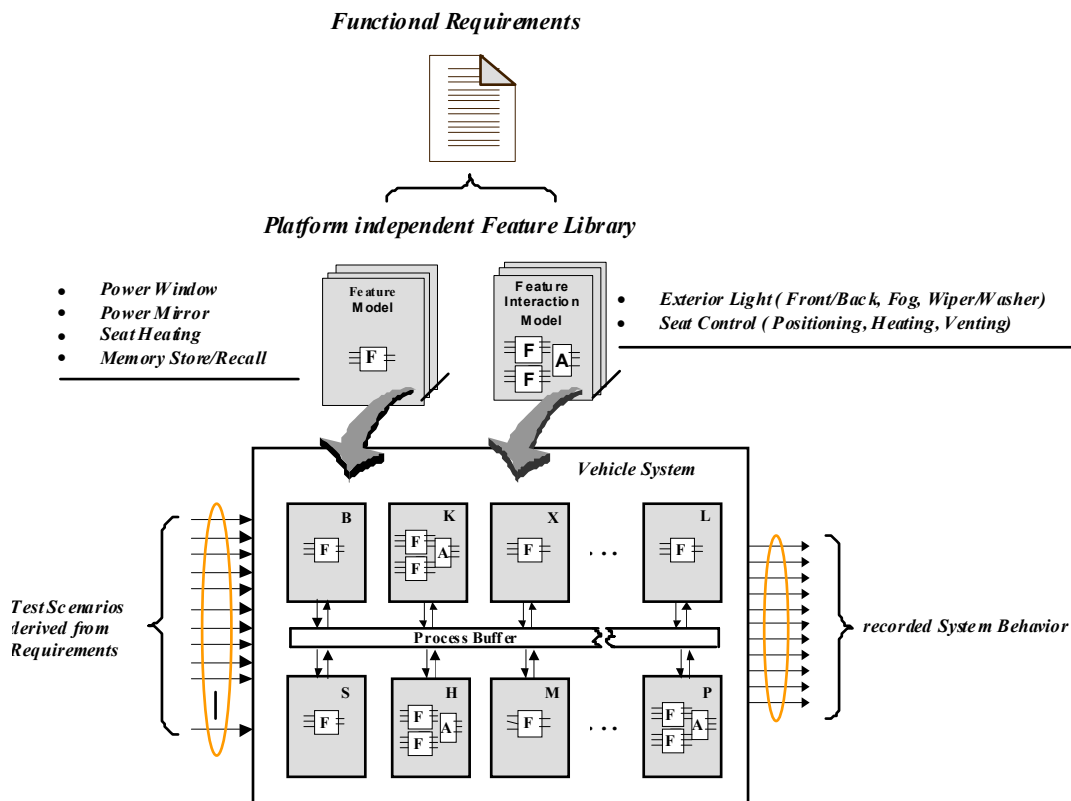 Functional Requirements
Platform independent Feature Library
• Power Window
• Power Mirror
• Seat Heating
• Memory Store/Recall
Feature
Model
F
Feature
Interaction
Model
F
F
A
• Exterior Light ( Front/Back, Fog, Wiper/Washer)
• Seat Control ( Positioning, Heating, Venting)
Vehicle System
B
F
K
F
F
A
X
F
. . .
L
F
Test Scenarios
derived from
Requirements
Process Buffer
recorded System Behavior
S
F
H
F
F
A
M
F
. . .
P
F
F
A